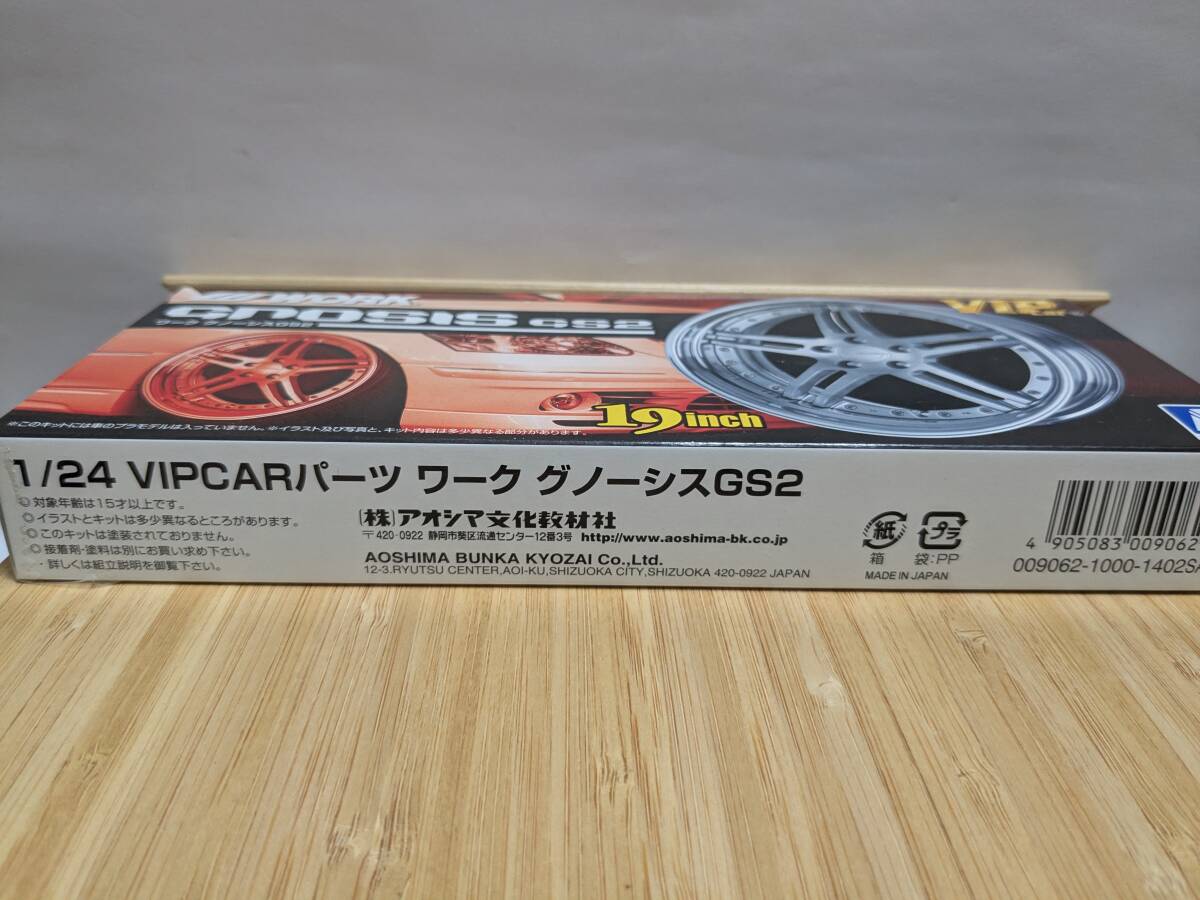 WORK
GNOSIS GS2
ワーク グノーシスGS2
VIP
19inch
※このキットには車のプラモデルは入っていません。※イラスト及び写真と、キット内容は多少異なる部分があります。
1/24 VIPCARパーツ ワーク グノーシスGS2
◎対象年齢は15才以上です。
◎イラストとキットは多少異なるところがあります。
◎このキットは塗装されておりません。
◎接着剤・塗料は別にお買い求め下さい。
・詳しくは組立説明を御覧下さい。
(株)アオシマ文化教材社
〒420-0922 静岡市葵区流通センター12番3号 http://www.aoshima-bk.co.jp
AOSHIMA BUNKA KYOZAI Co.,Ltd.
12-3.RYUTSU CENTER,AOI-KU,SHIZUOKA CITY,SHIZUOKA 420-0922 JAPAN
紙 プラ
箱 袋:PP
MADE IN JAPAN
4 905083 009062
009062-1000-1402SA